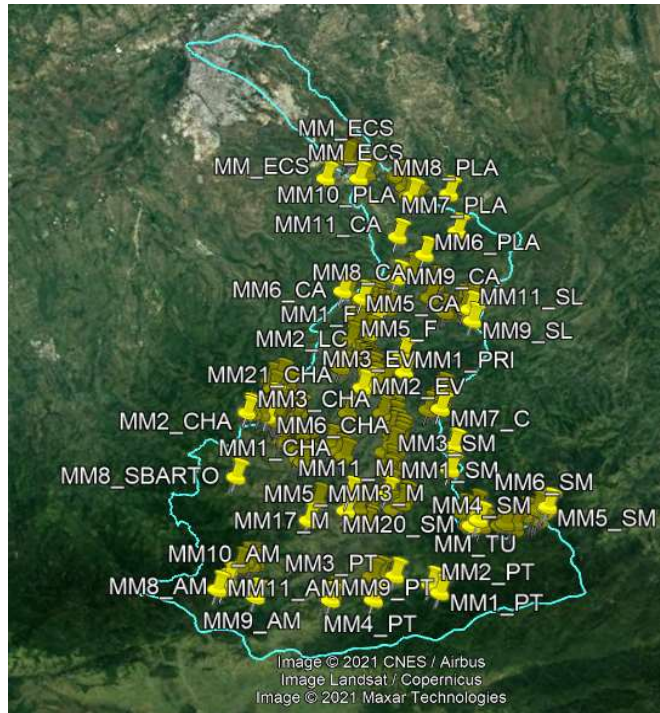 MM_ECS
MM_ECS
MM_ECS
MM8_PLA
MM10_PLA
MM7_PLA
MM11_CA
MM6_PLA
MM8_CA
MM9_CA
MM6_CA
MM5_CA
MM11_SL
MM1_F
MM5_F
MM9_SL
MM2_LC
MM3_EV
MM1_PRI
MM21_CHA
MM2_EV
MM3_CHA
MM2_CHA
MM7_C
MM6_CHA
MM1_CHA
MM3_SM
MM8_SBARTO
MM11_M
MM1_SM
MM6_SM
MM5_M
MM3_M
MM4_SM
MM5_SM
MM17_M
MM20_SM
MM_TU
MM10_AM
MM3_PT
MM8_AM
MM11_AM
MM9_PT
MM2_PT
MM1_PT
MM9_AM
MM4_PT
Image © 2021 CNES / Airbus
Image Landsat / Copernicus
Image © 2021 Maxar Technologies